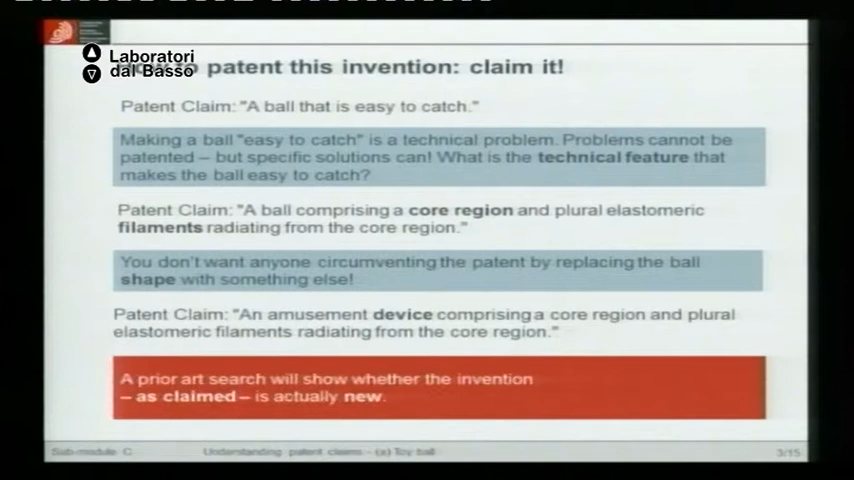 Laboratori
dal Basso
to patent this invention: claim it!
Patent Claim: "A ball that is easy to catch."
Making a ball "easy to catch" is a technical problem. Problems cannot be
patented – but specific solutions can! What is the technical feature that
makes the ball easy to catch?
Patent Claim: "A ball comprising a core region and plural elastomeric
filaments radiating from the core region."
You don't want anyone circumventing the patent by replacing the ball
shape with something else!
Patent Claim: "An amusement device comprising a core region and plural
elastomeric filaments radiating from the core region."
A prior art search will show whether the invention
– as claimed – is actually new.
Sub-module C Understanding patent claims – (a) Toy ball 3/15